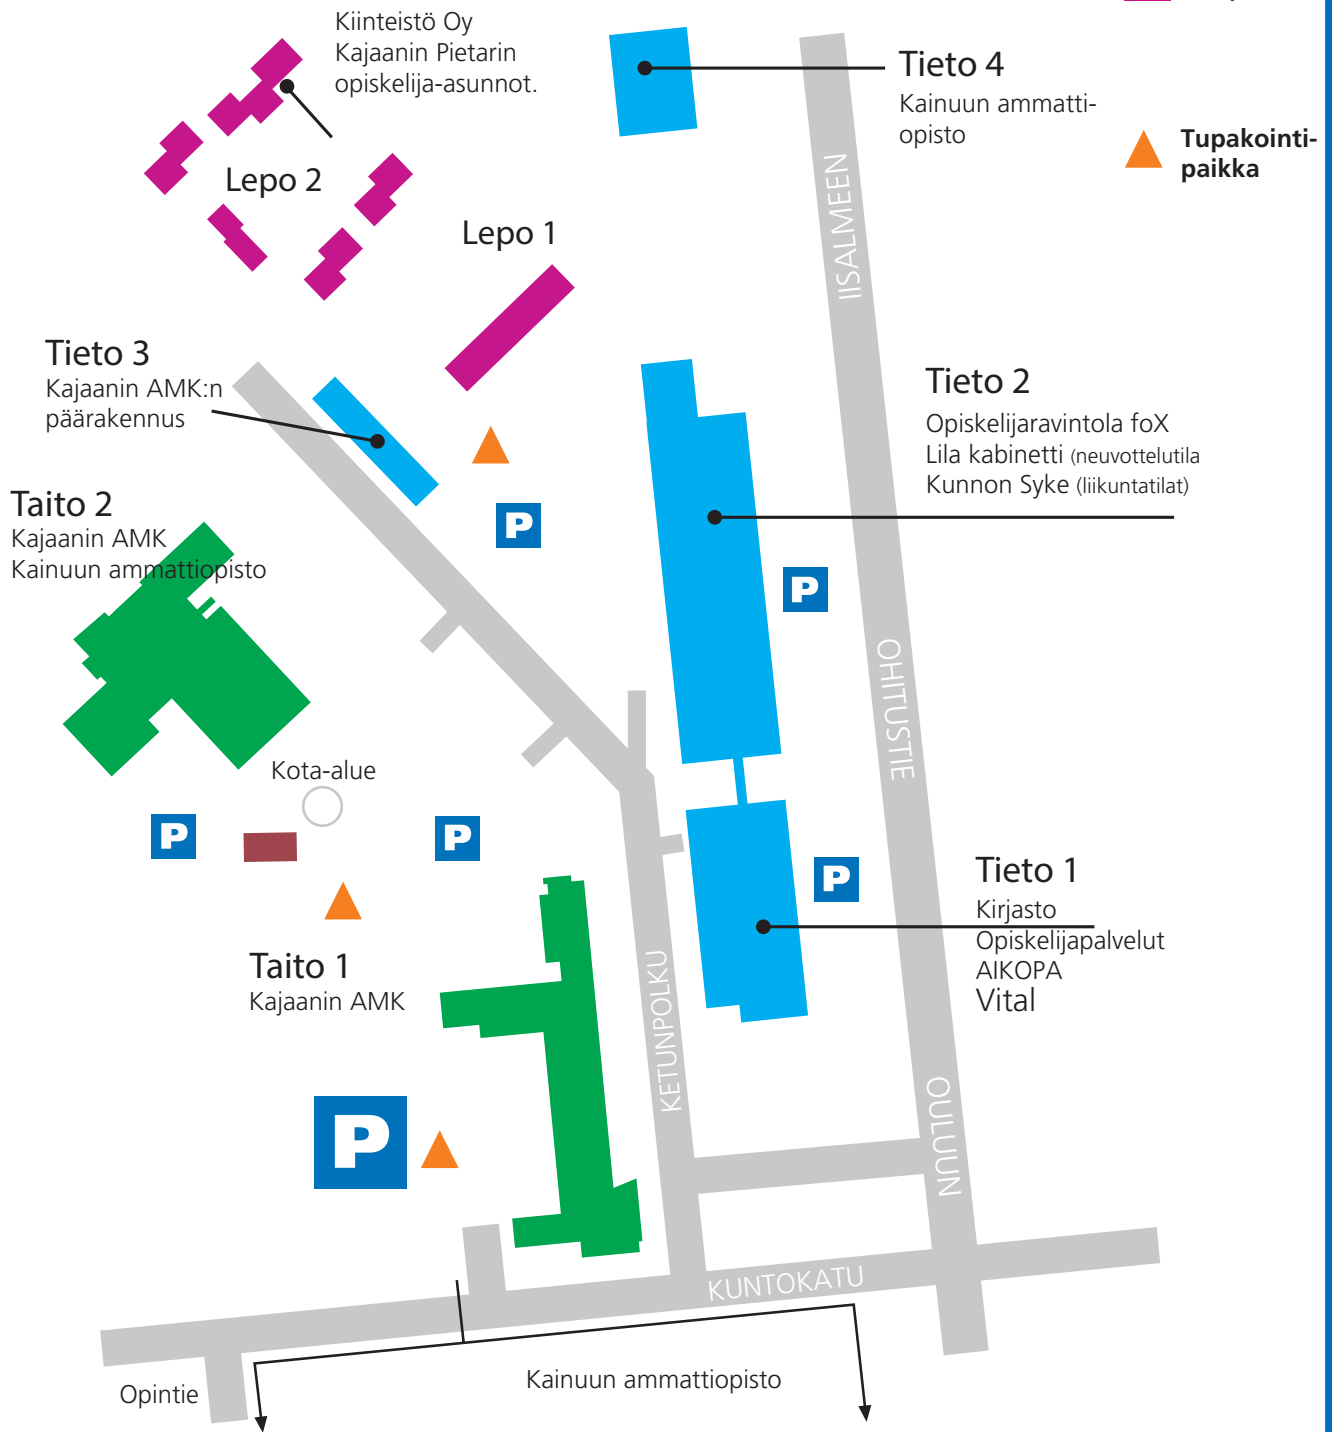 Kiinteistö Oy
Kajaanin Pietarin
opiskelija-asunnot.
Tieto 4
Kainuun ammatti-
opisto
Tupakointi-
paikka
Lepo 2
Lepo 1
IISALMEEN
Tieto 3
Kajaanin AMK:n
päärakennus
Tieto 2
Opiskelijaravintola foX
Lila kabinetti (neuvottelutila
Kunnon Syke (liikuntatilat)
Taito 2
Kajaanin AMK
Kainuun ammattiopisto
P
P
OHITUSTIE
Kota-alue
P
P
P
Tieto 1
Kirjasto
Opiskelijapalvelut
AIKOPA
Vital
Taito 1
Kajaanin AMK
KETUNPOLKU
P
OULUUN
KUNTOKATU
Opintie
Kainuun ammattiopisto